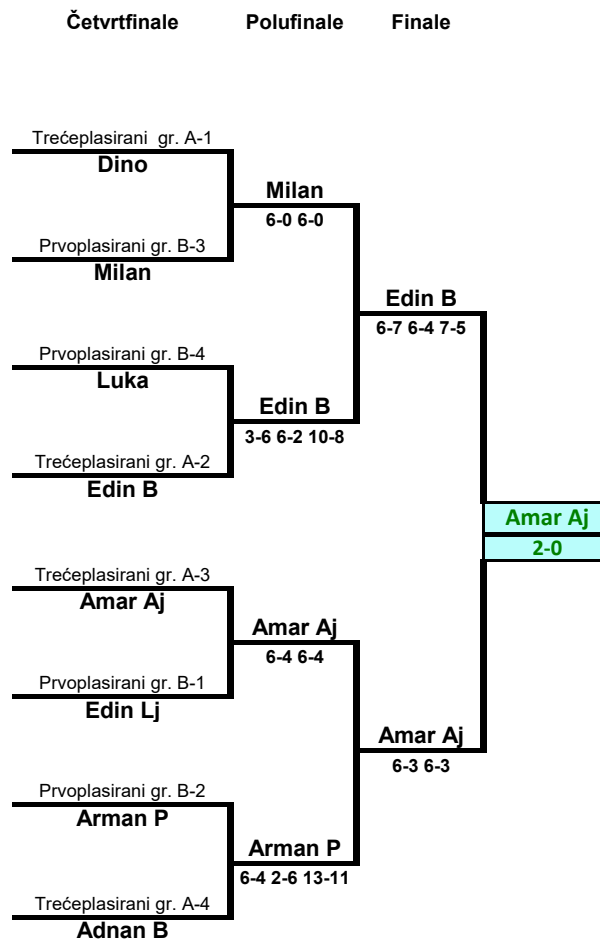 Četvrtfinale Polufinale Finale
Trećeplasirani gr. A-1
Dino
Milan
6-0 6-0
Prvoplasirani gr. B-3
Milan
Edin B
6-7 6-4 7-5
Prvoplasirani gr. B-4
Luka
Edin B
3-6 6-2 10-8
Trećeplasirani gr. A-2
Edin B
Amar Aj
2-0
Trećeplasirani gr. A-3
Amar Aj
Amar Aj
6-4 6-4
Prvoplasirani gr. B-1
Edin Lj
Amar Aj
6-3 6-3
Prvoplasirani gr. B-2
Arman P
Arman P
6-4 2-6 13-11
Trećeplasirani gr. A-4
Adnan B